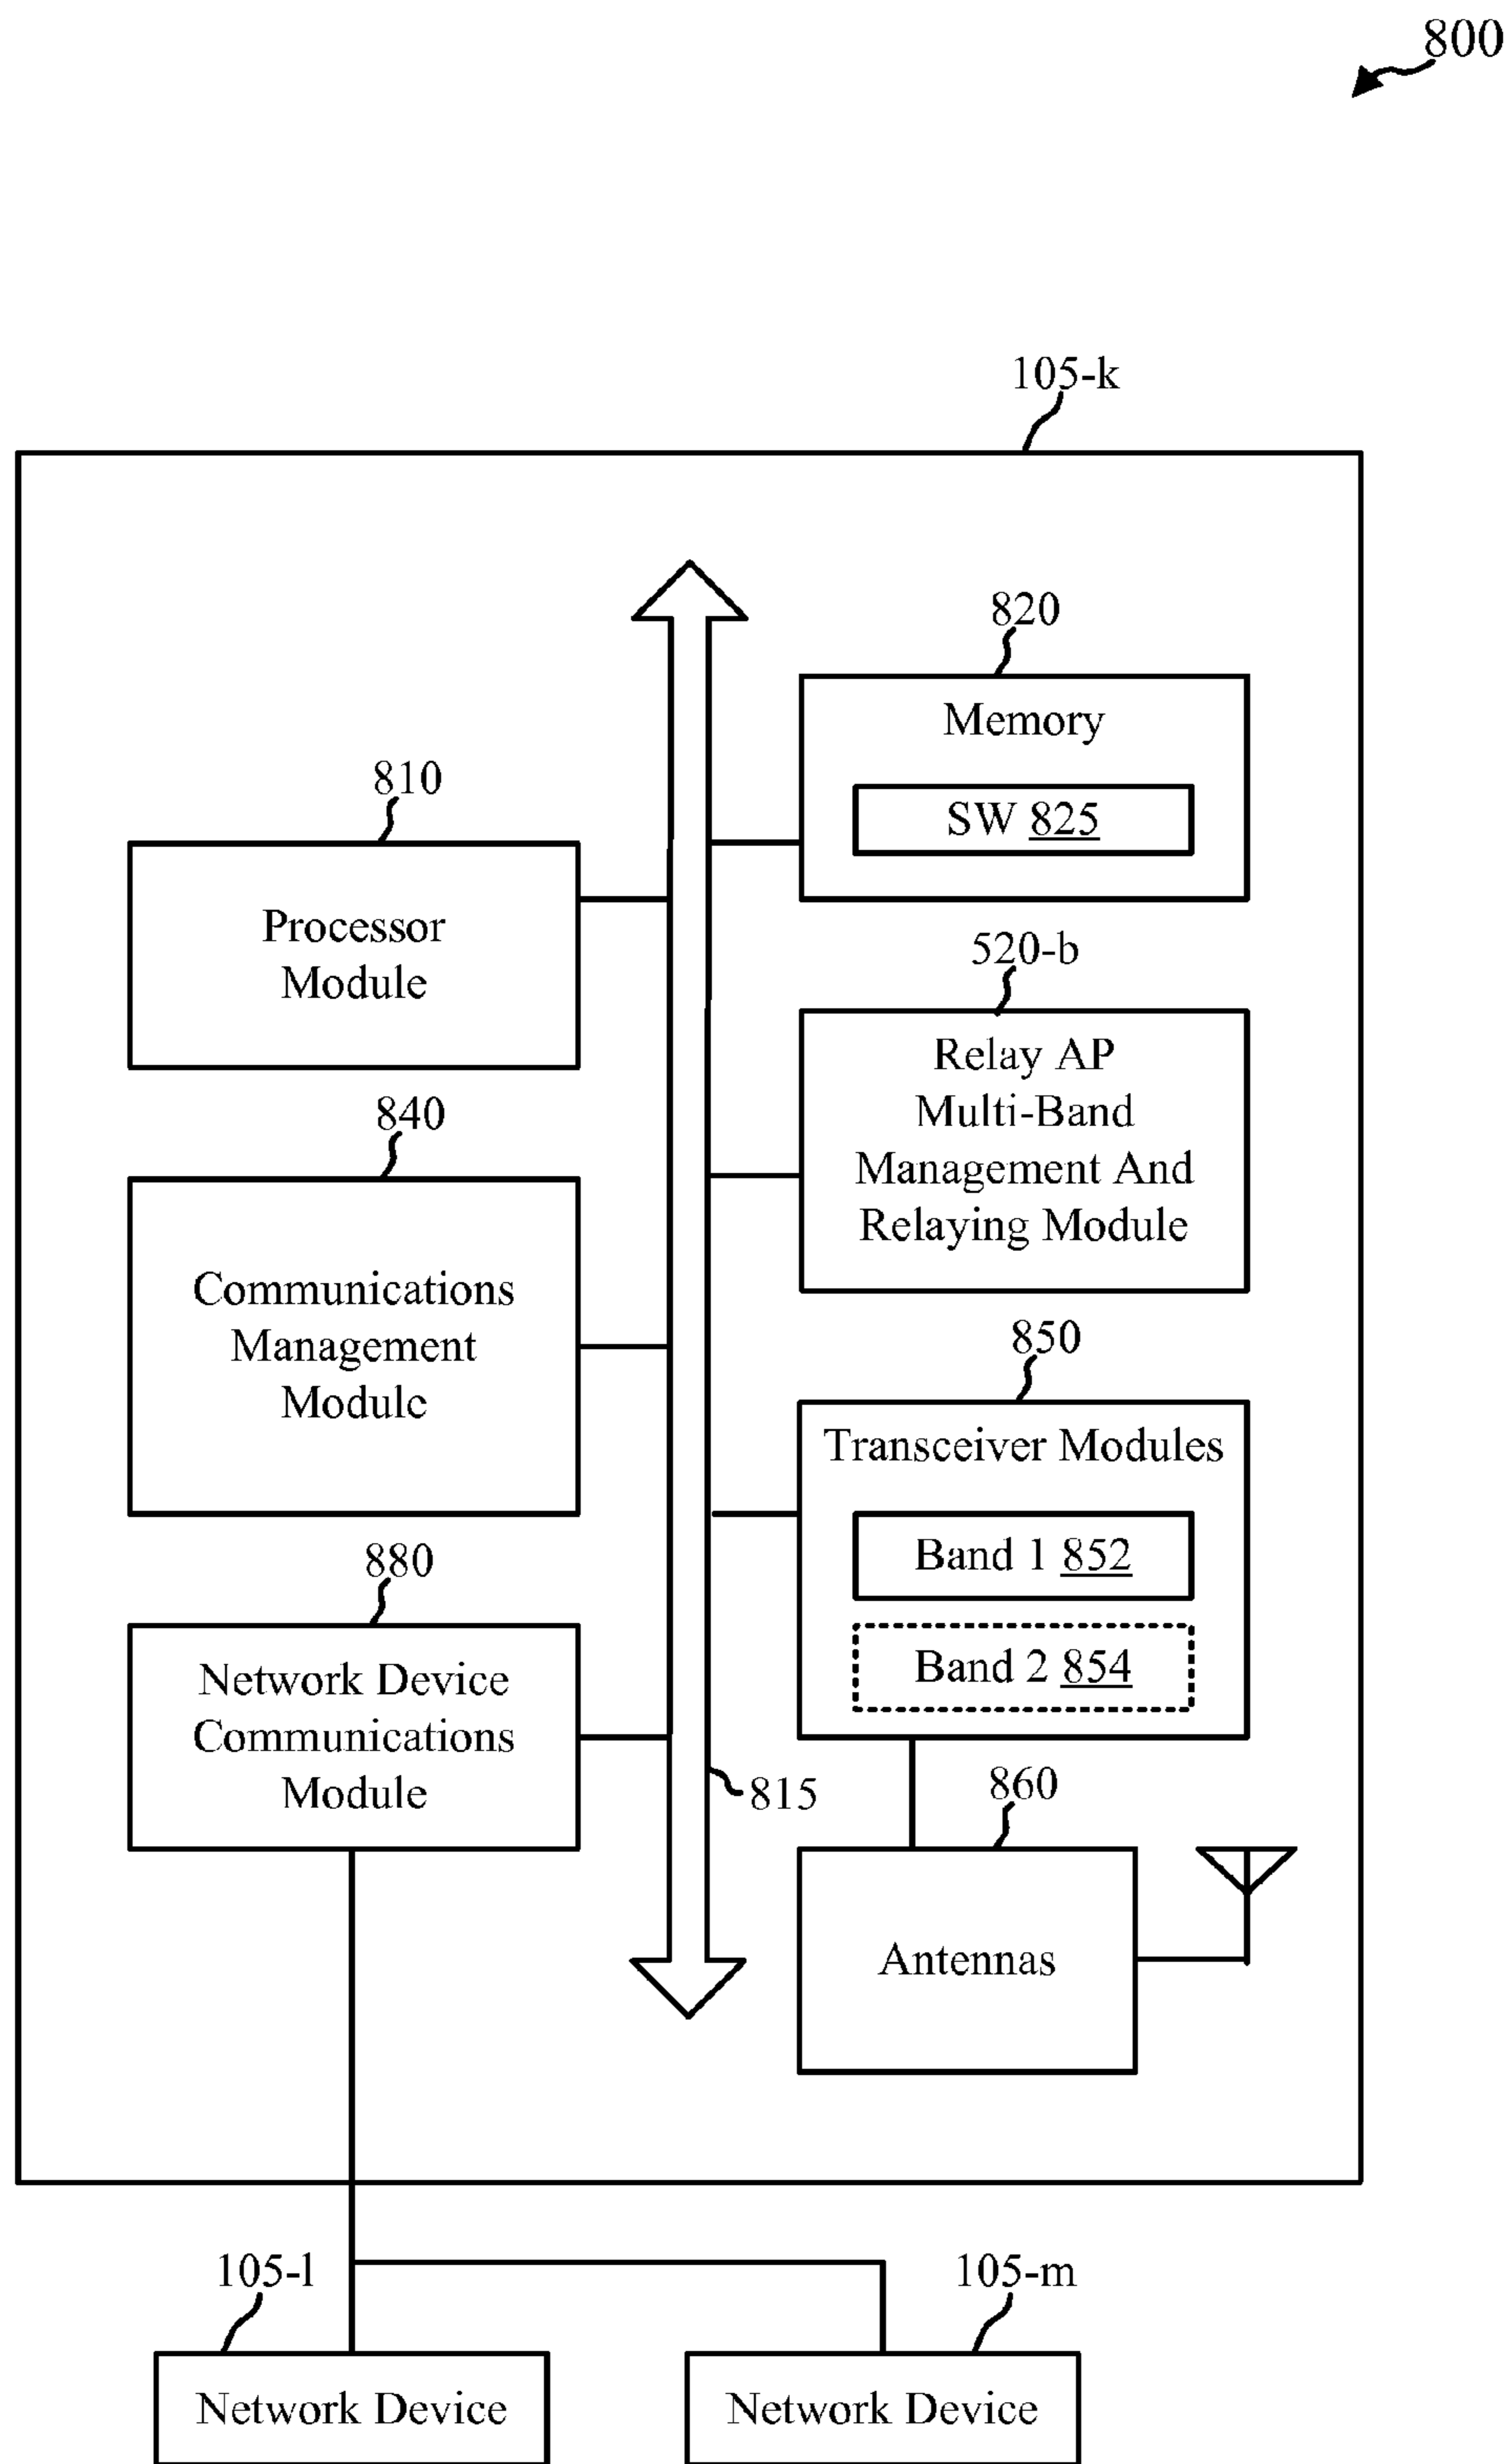 800
105-k
820
Memory
SW 825
810
Processor
Module
520-b
Relay AP
Multi-Band
Management And
Relaying Module
840
Communications
Management
Module
850
Transceiver Modules
Band 1 852
Band 2 854
880
Network Device
Communications
Module
815
860
Antennas
105-l
105-m
Network Device
Network Device